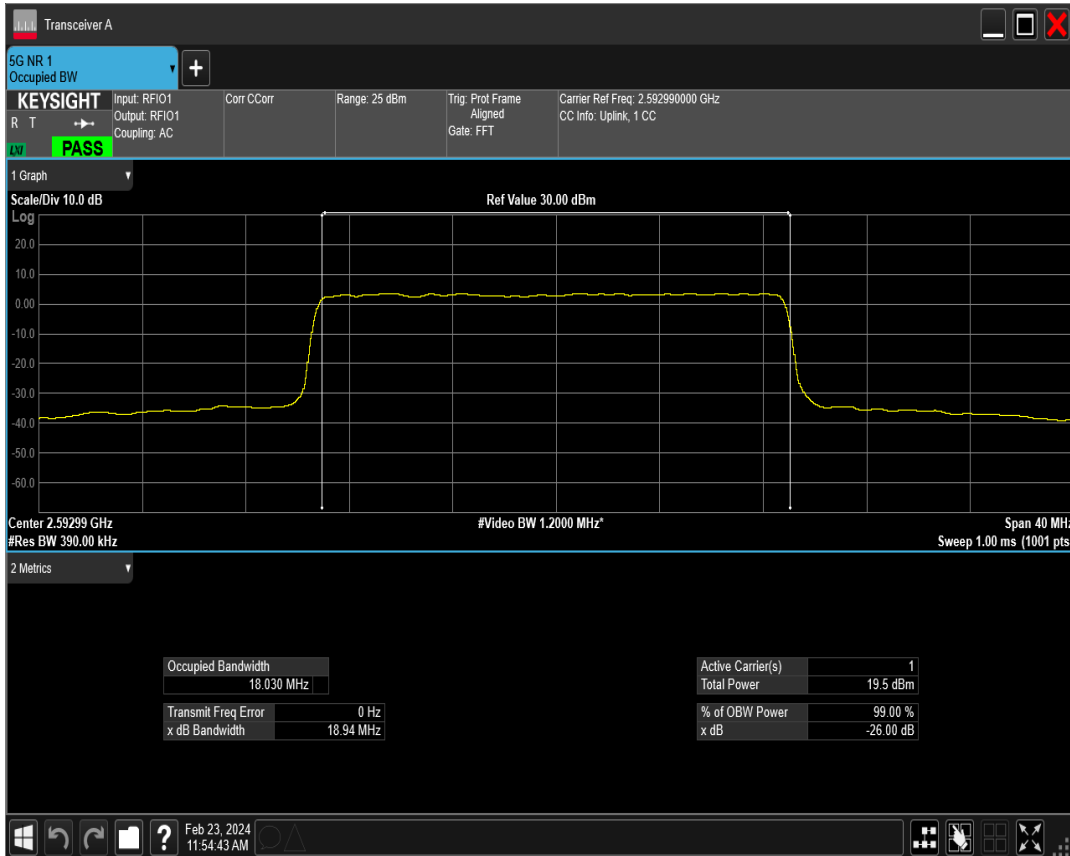 Transceiver A
5G NR 1
Occupied BW
KEYSIGHT
R T
LXI
PASS
Input: RFIO1
Output: RFIO1
Coupling: AC
Corr CCorr
Range: 25 dBm
Trig: Prot Frame
Aligned
Gate: FFT
Carrier Ref Freq: 2.592990000 GHz
CC Info: Uplink, 1 CC
1 Graph
Scale/Div 10.0 dB
Ref Value 30.00 dBm
Log
20.0
10.0
0.00
-10.0
-20.0
-30.0
-40.0
-50.0
-60.0
Center 2.59299 GHz
#Video BW 1.2000 MHz*
Span 40 MHz
#Res BW 390.00 kHz
Sweep 1.00 ms (1001 pts
2 Metrics
Occupied Bandwidth
18.030 MHz
Transmit Freq Error 0 Hz
x dB Bandwidth 18.94 MHz
Active Carrier(s) 1
Total Power 19.5 dBm
% of OBW Power 99.00 %
x dB -26.00 dB
?
Feb 23, 2024
11:54:43 AM